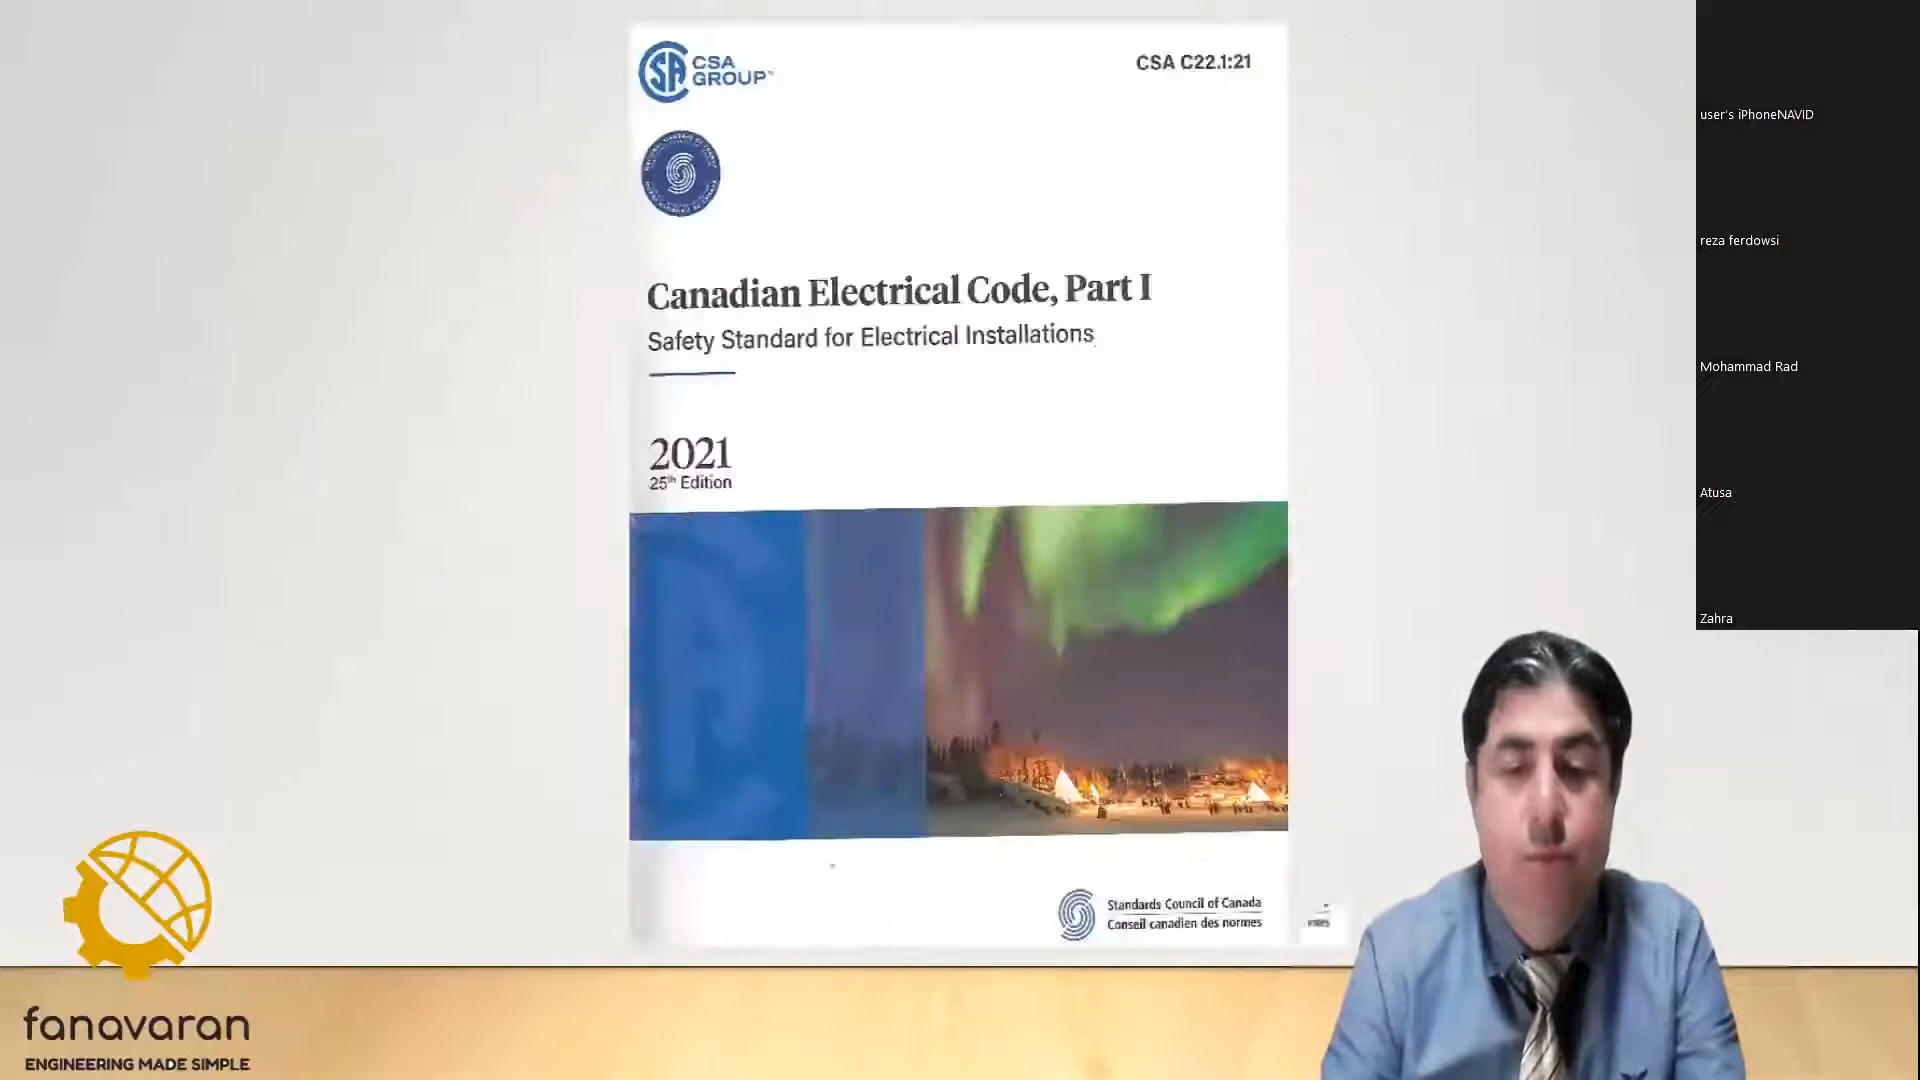 CSA
GROUP™
CSA C22.1:21
Canadian Electrical Code, Part I
Safety Standard for Electrical Installations
2021
25th Edition
Standards Council of Canada
Conseil canadien des normes
user's iPhoneNAVID
reza ferdowsi
Mohammad Rad
Atusa
Zahra
fanavaran
ENGINEERING MADE SIMPLE